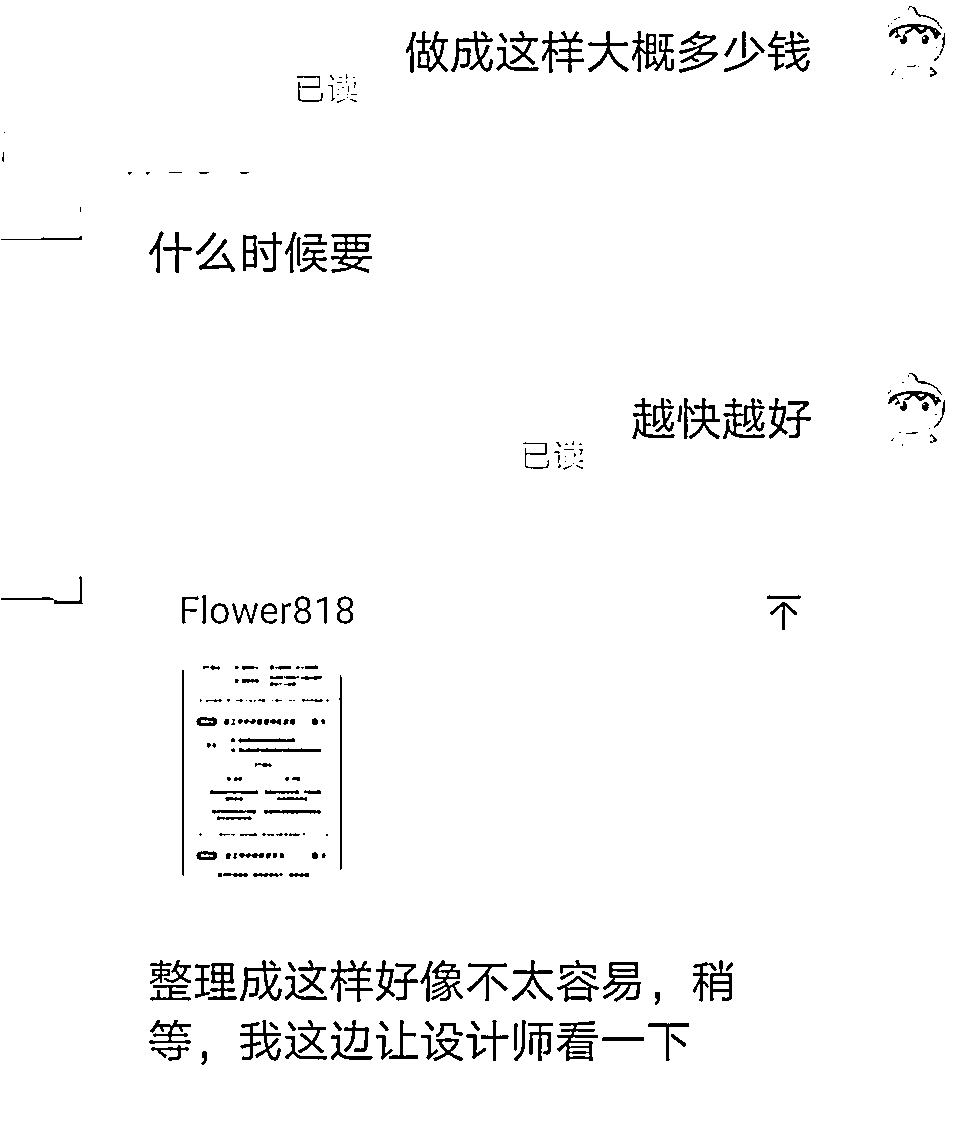 做成这样大概多少钱
已读
什么时候要
越快越好
已读
Flower818
整理成这样好像不太容易，稍
等，我这边让设计师看一下